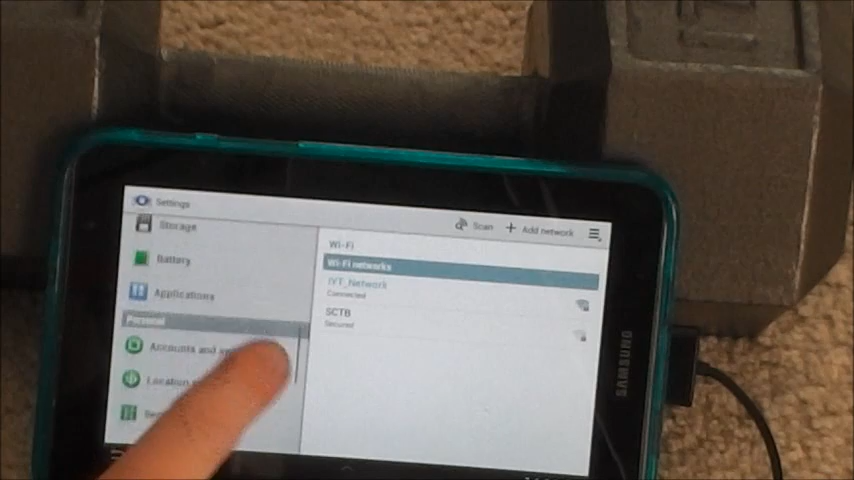 Settings
Scan
Add network
Storage
Battery
Applications
Personal
Accounts and
Location
Wi-Fi
Wi-Fi networks
IYT_Network
Connected
SCTB
Secured
SAMSUNG